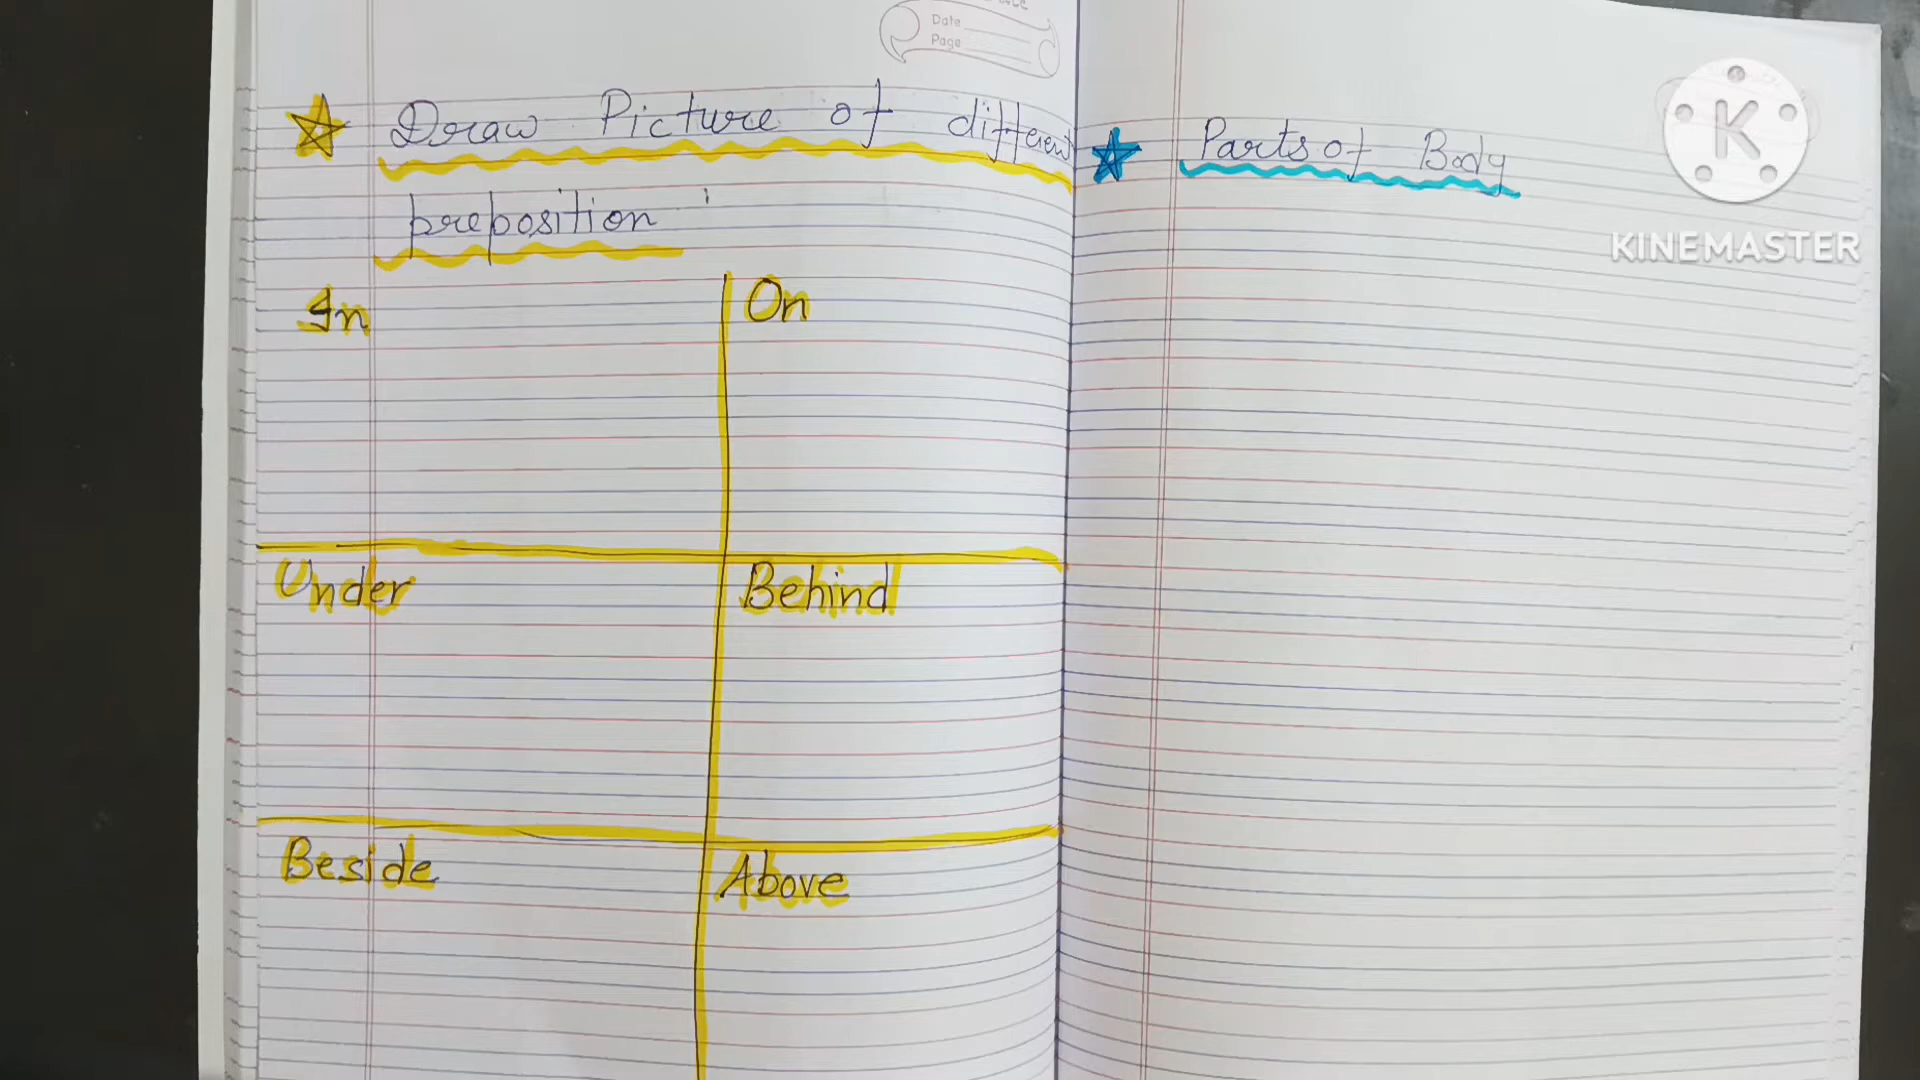 Date
Page
Draw Picture of different
preposition
In
On
Under
Behind
Beside
Above
Parts of Body
K
KINEMASTER